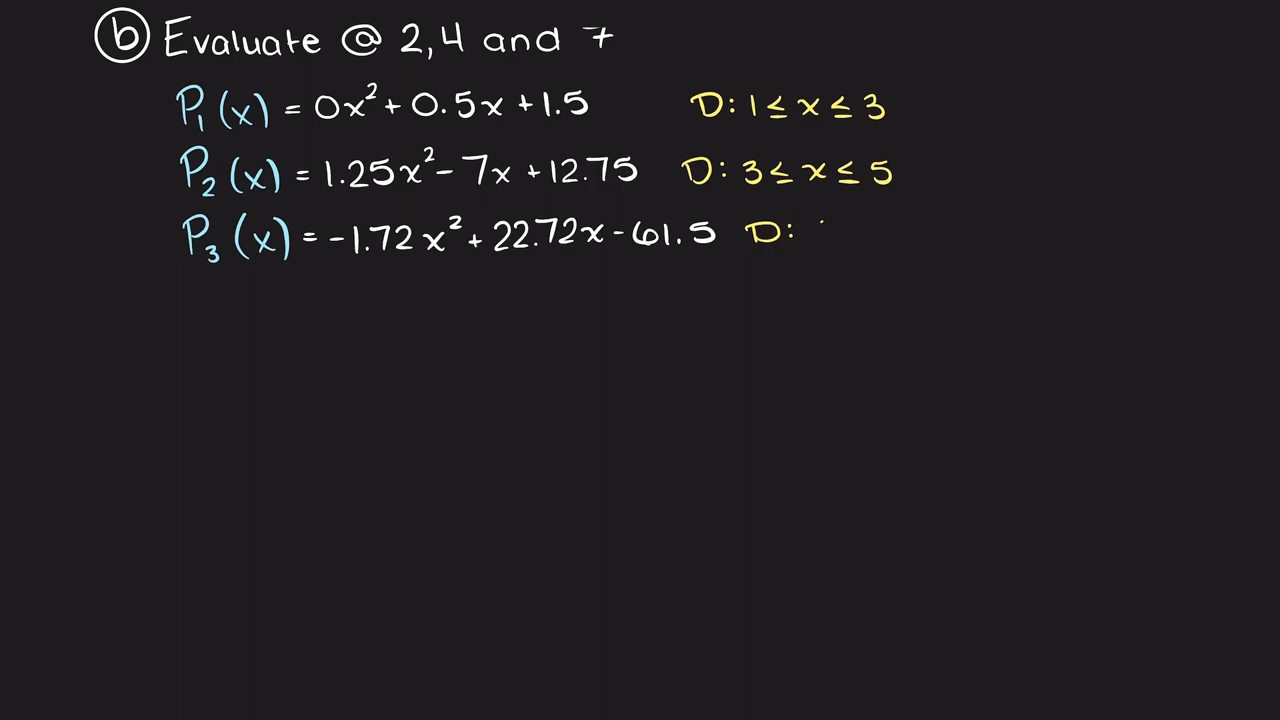 ⓑ Evaluate @ 2, 4 and 7
P₁(x) = 0x² + 0.5x + 1.5 D: 1 ≤ x ≤ 3
P₂(x) = 1.25x² - 7x + 12.75 D: 3 ≤ x ≤ 5
P₃(x) = -1.72x² + 22.72x - 61.5 D: